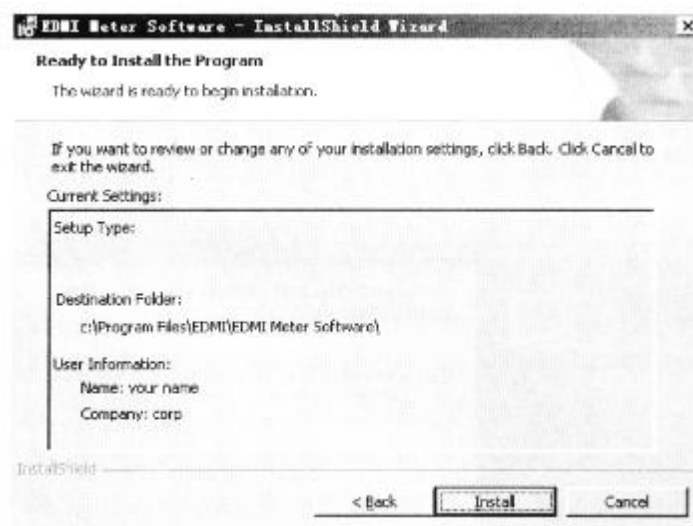 EDMI Meter Software - InstallShield Wizard
Ready to Install the Program
The wizard is ready to begin installation.
If you want to review or change any of your installation settings, click Back. Click Cancel to
exit the wizard.
Current Settings:
Setup Type:
Destination Folder:
c:\Program Files\EDMI\EDMI Meter Software\
User Information:
Name: your name
Company: corp
InstallShield
< Back
Install
Cancel